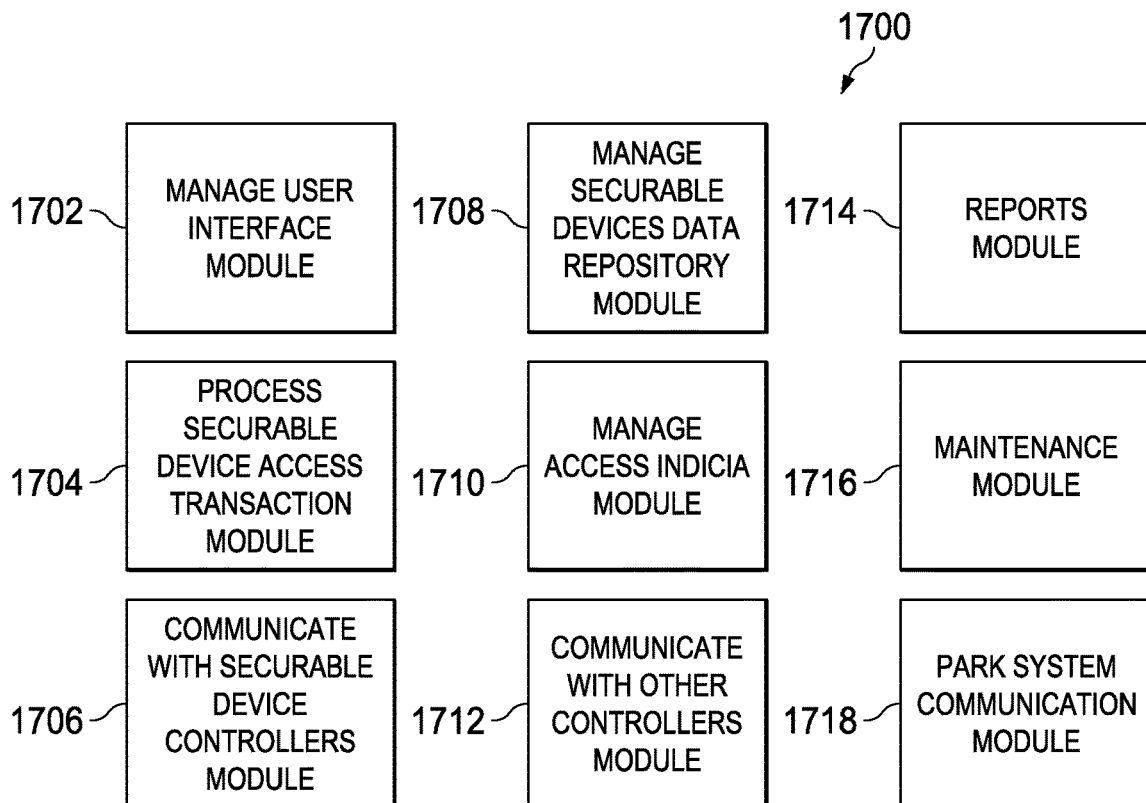 1700
1702
MANAGE USER
INTERFACE
MODULE
1708
MANAGE
SECURABLE
DEVICES DATA
REPOSITORY
MODULE
1714
REPORTS
MODULE
1704
PROCESS
SECURABLE
DEVICE ACCESS
TRANSACTION
MODULE
1710
MANAGE
ACCESS INDICIA
MODULE
1716
MAINTENANCE
MODULE
1706
COMMUNICATE
WITH SECURABLE
DEVICE
CONTROLLERS
MODULE
1712
COMMUNICATE
WITH OTHER
CONTROLLERS
MODULE
1718
PARK SYSTEM
COMMUNICATION
MODULE